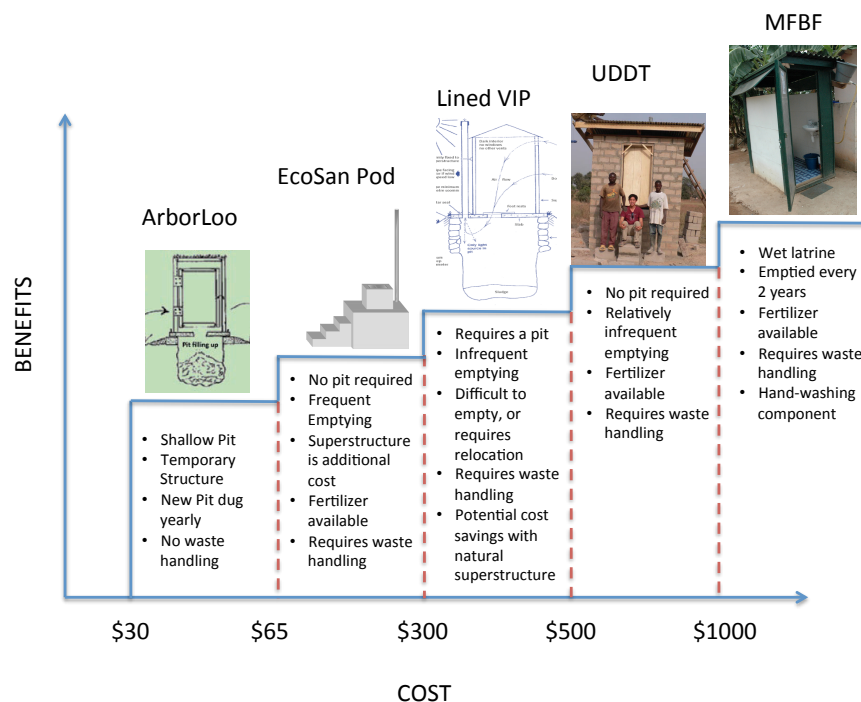 MFBF
UDDT
Lined VIP
EcoSan Pod
ArborLoo
Pit filling up
BENEFITS
• Shallow Pit
• Temporary
Structure
• New Pit dug
yearly
• No waste
handling
• No pit required
• Frequent
Emptying
• Superstructure
is additional
cost
• Fertilizer
available
• Requires waste
handling
• Requires a pit
• Infrequent
emptying
• Difficult to
empty, or
requires
relocation
• Requires waste
handling
• Potential cost
savings with
natural
superstructure
• No pit required
• Relatively
infrequent
emptying
• Fertilizer
available
• Requires waste
handling
• Wet latrine
• Emptied every
2 years
• Fertilizer
available
• Requires waste
handling
• Hand-washing
component
$30
$65
$300
$500
$1000
COST